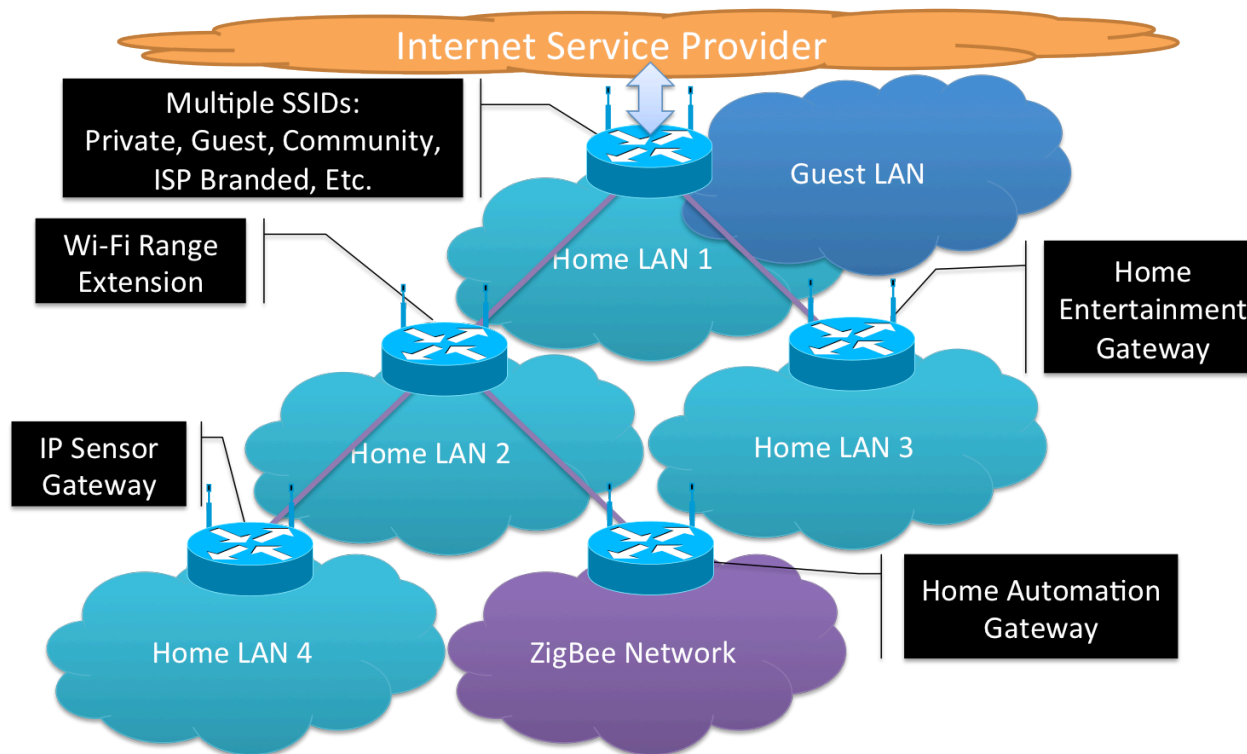 Internet Service Provider
Multiple SSIDs:
Private, Guest, Community,
ISP Branded, Etc.
Guest LAN
Wi-Fi Range
Extension
Home LAN 1
Home
Entertainment
Gateway
IP Sensor
Gateway
Home LAN 2
Home LAN 3
Home Automation
Gateway
Home LAN 4
ZigBee Network